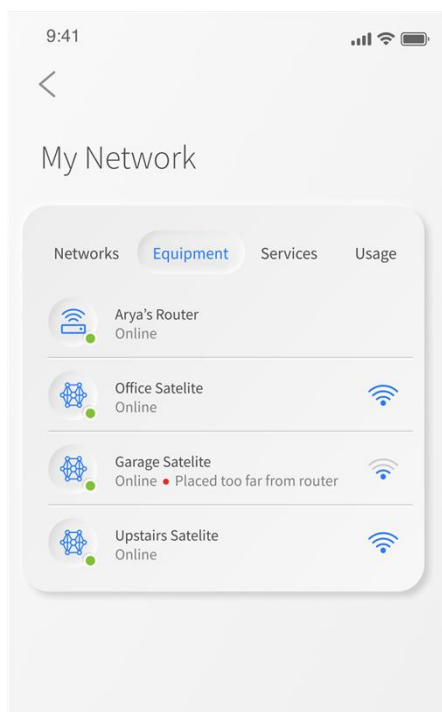 9:41
My Network
Networks Equipment Services Usage
Arya's Router
Online
Office Satelite
Online
Garage Satelite
Online • Placed too far from router
Upstairs Satelite
Online